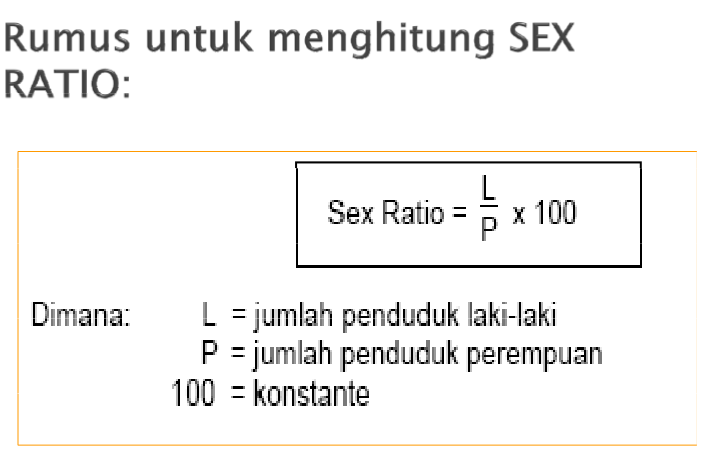 Rumus untuk menghitung SEX
RATIO:
Sex Ratio = L/P x 100
Dimana: L = jumlah penduduk laki-laki
P = jumlah penduduk perempuan
100 = konstante